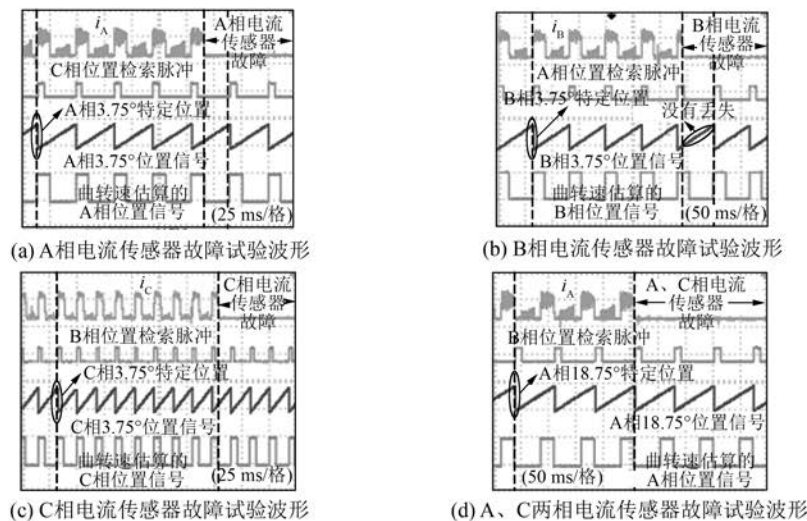 i_A
A相电流
传感器
故障
C相位置检索脉冲
A相3.75°特定位置
A相3.75°位置信号
曲转速估算的
A相位置信号
(25 ms/格)
(a) A相电流传感器故障试验波形
i_B
B相电流
传感器
故障
A相位置检索脉冲
B相3.75°特定位置
没有丢失
B相3.75°位置信号
曲转速估算的
B相位置信号
(50 ms/格)
(b) B相电流传感器故障试验波形
i_C
C相电流
传感器
故障
B相位置检索脉冲
C相3.75°特定位置
C相3.75°位置信号
曲转速估算的
C相位置信号
(25 ms/格)
(c) C相电流传感器故障试验波形
i_A
A、C相电流
传感器
故障
B相位置检索脉冲
A相18.75°特定位置
A相18.75°位置信号
曲转速估算的
A相位置信号
(50 ms/格)
(d) A、C两相电流传感器故障试验波形